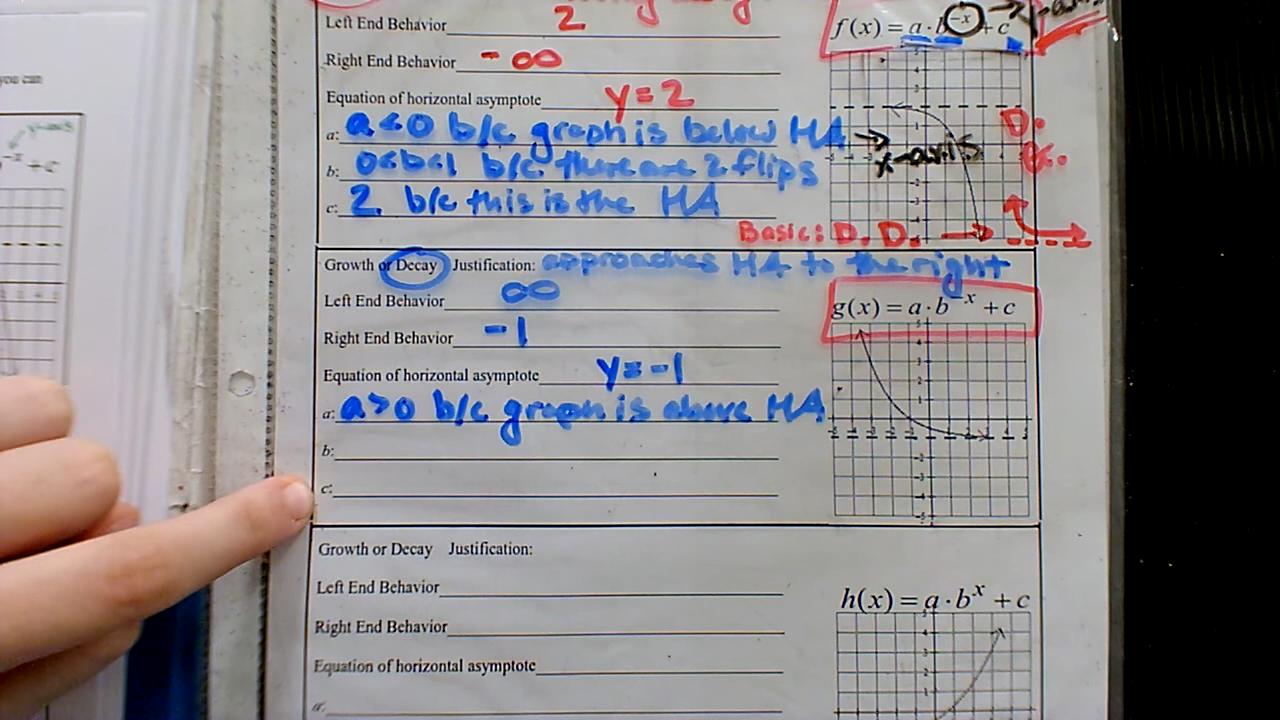 Left End Behavior 2
f(x) = a · b^-x + c
Right End Behavior - ∞
Equation of horizontal asymptote y = 2
a: a < 0 b/c graph is below HA → x-axis
b: 0<b<1 b/c there are 2 flips
c: 2 b/c this is the HA
D.
Basic: D. D.
Growth or Decay Justification: approaches HA to the right
Left End Behavior ∞
g(x) = a · b^-x + c
Right End Behavior -1
Equation of horizontal asymptote y = -1
a: a > 0 b/c graph is above HA
b:
c:
Growth or Decay Justification:
Left End Behavior
h(x) = a · b^x + c
Right End Behavior
Equation of horizontal asymptote
a:
you can
+ c